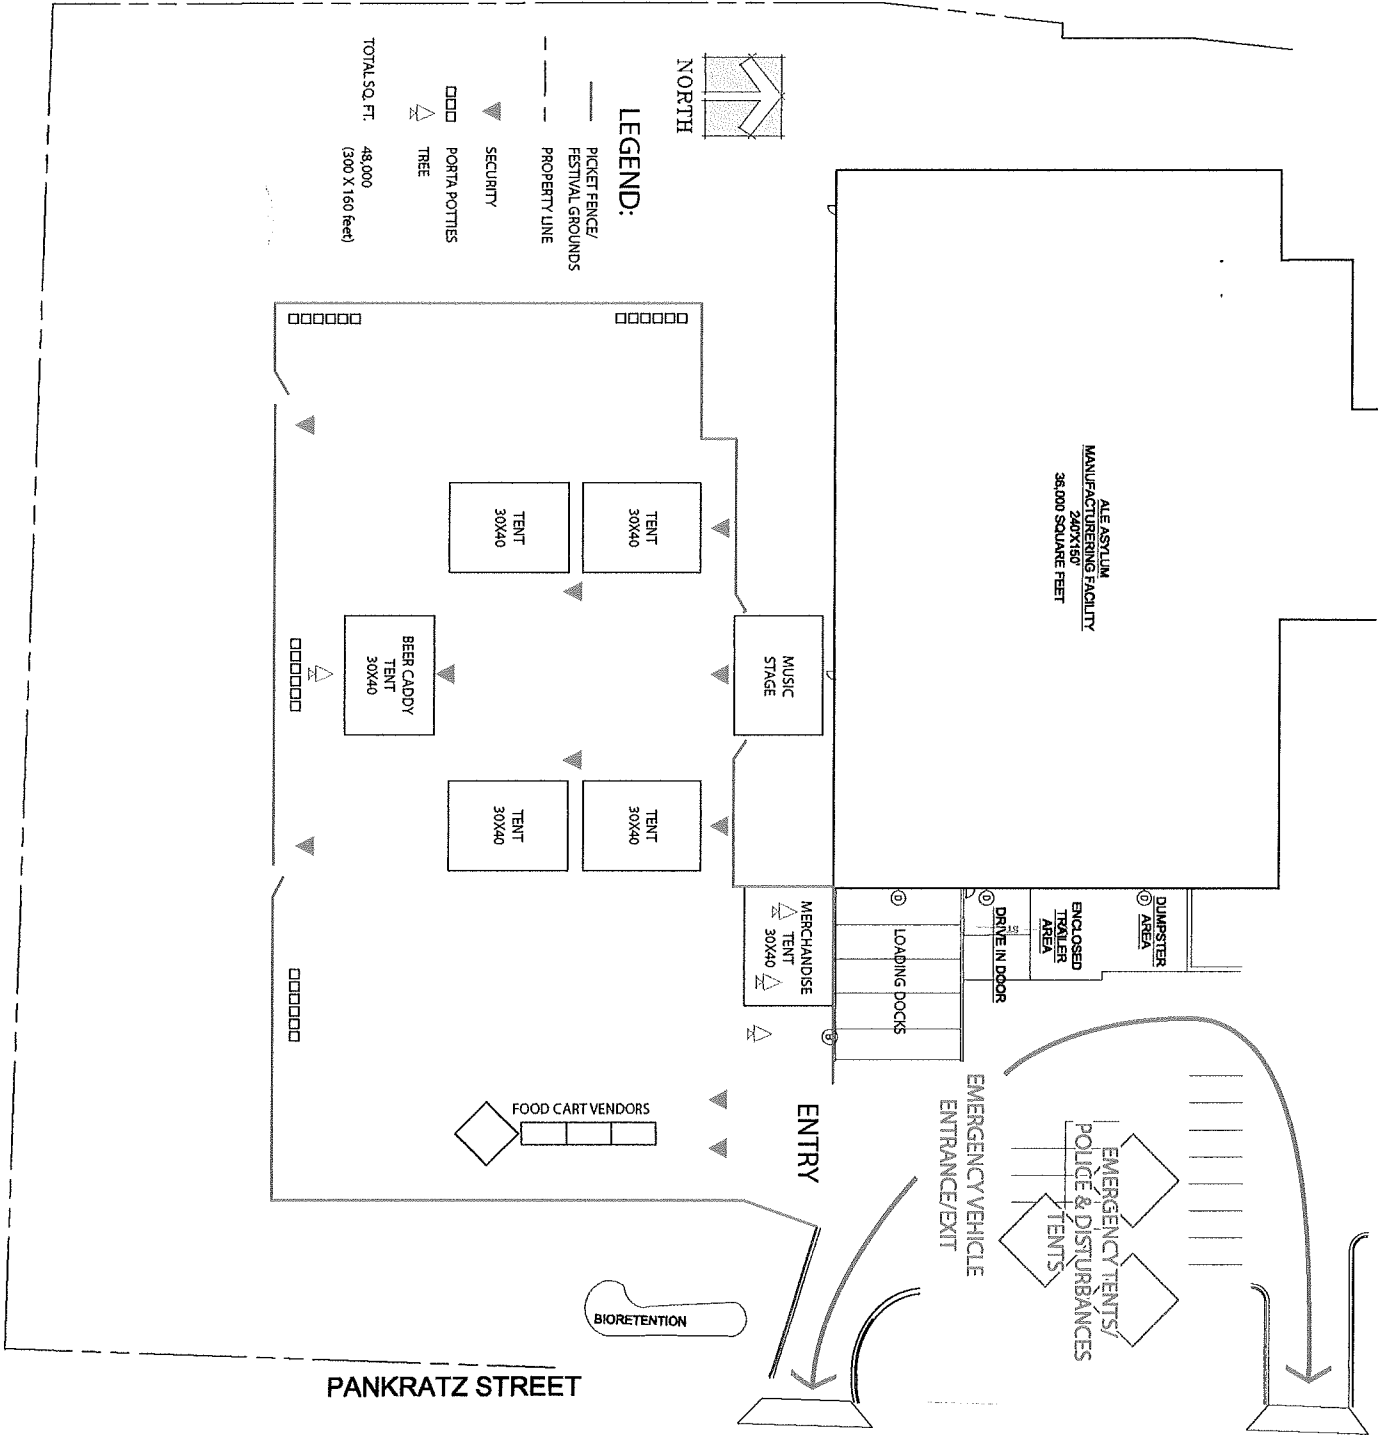 NORTH
LEGEND:
PICKET FENCE/
FESTIVAL GROUNDS
PROPERTY LINE
SECURITY
PORTA POTTIES
TREE
TOTAL SQ. FT. 48,000
(300 X 160 feet)
ALE ASYLUM
MANUFACTURERING FACILITY
240'X150'
36,000 SQUARE FEET
TENT
30X40
TENT
30X40
MUSIC
STAGE
BEER CADDY
TENT
30X40
TENT
30X40
TENT
30X40
MERCHANDISE
TENT
30X40
LOADING DOCKS
D
DRIVE IN DOOR
D
ENCLOSED
TRAILER
AREA
DUMPSTER
AREA
D
FOOD CART VENDORS
ENTRY
EMERGENCY VEHICLE
ENTRANCE/EXIT
EMERGENCY TENTS/
POLICE & DISTURBANCES
TENTS
BIORETENTION
PANKRATZ STREET